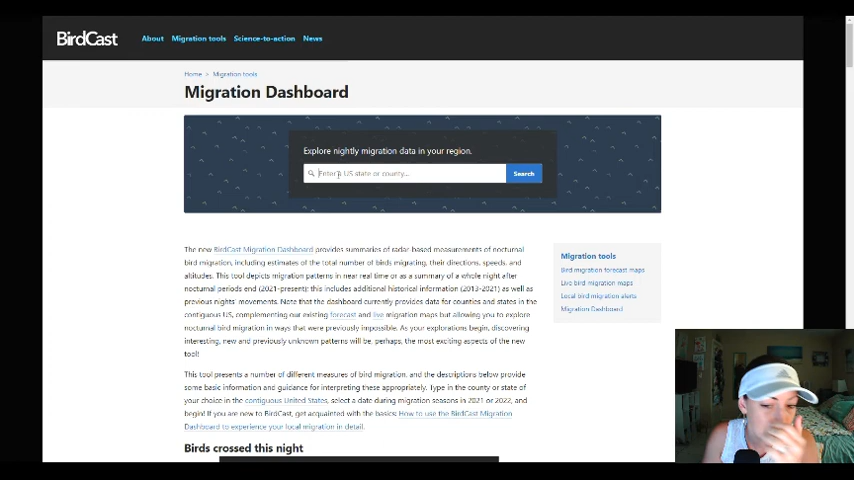 BirdCast
About Migration tools Science-to-action News
Home > Migration tools
Migration Dashboard
Explore nightly migration data in your region.
Enter a US state or county...
Search
The new BirdCast Migration Dashboard provides summaries of radar-based measurements of nocturnal
bird migration, including estimates of the total number of birds migrating, their directions, speeds, and
altitudes. This tool depicts migration patterns in near real time or as a summary of a whole night after
nocturnal periods end (2021-present); this includes additional historical information (2013-2021) as well as
previous nights' movements. Note that the dashboard currently provides data for counties and states in the
contiguous US, complementing our existing forecast and live migration maps but allowing you to explore
nocturnal bird migration in ways that were previously impossible. As your explorations begin, discovering
interesting, new and previously unknown patterns will be, perhaps, the most exciting aspects of the new
tool!
This tool presents a number of different measures of bird migration, and the descriptions below provide
some basic information and guidance for interpreting these appropriately. Type in the county or state of
your choice in the contiguous United States, select a date during migration seasons in 2021 or 2022, and
begin! If you are new to BirdCast, get acquainted with the basics: How to use the BirdCast Migration
Dashboard to experience your local migration in detail.
Birds crossed this night
Migration tools
Bird migration forecast maps
Live bird migration maps
Local bird migration alerts
Migration Dashboard